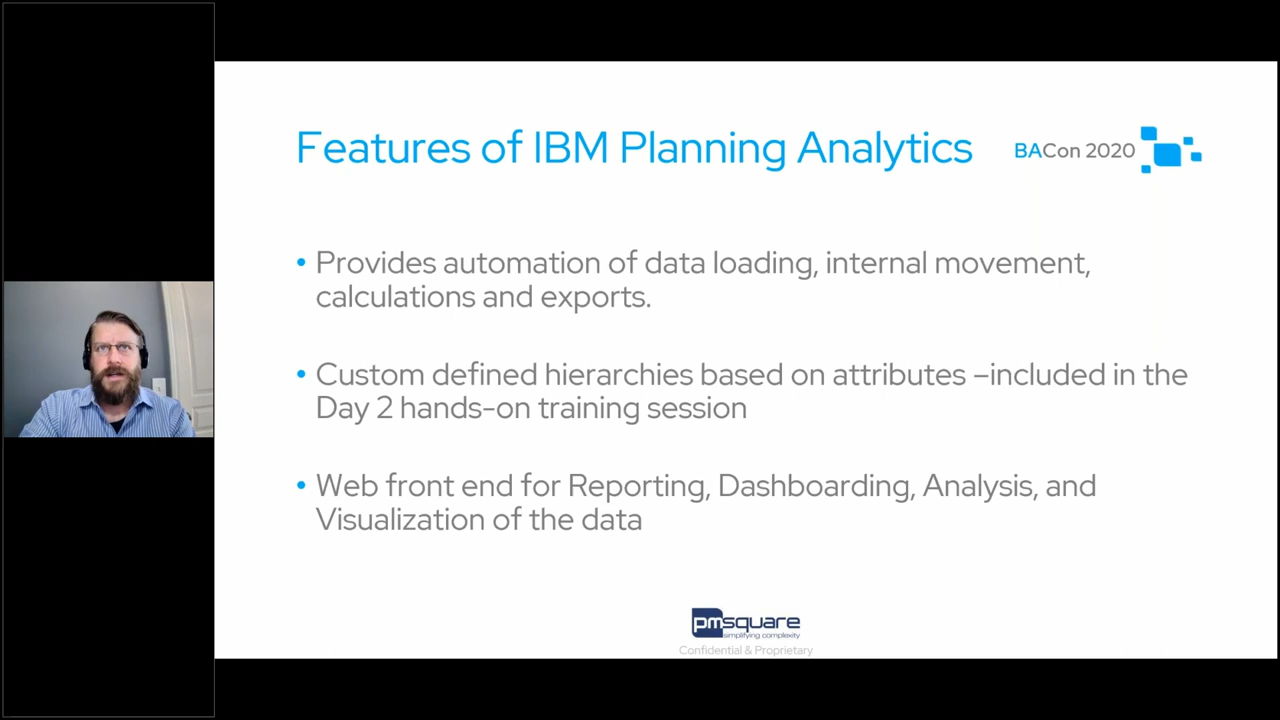 Features of IBM Planning Analytics
BACon 2020
• Provides automation of data loading, internal movement,
calculations and exports.
• Custom defined hierarchies based on attributes –included in the
Day 2 hands-on training session
• Web front end for Reporting, Dashboarding, Analysis, and
Visualization of the data
pmsquare
simplifying complexity
Confidential & Proprietary